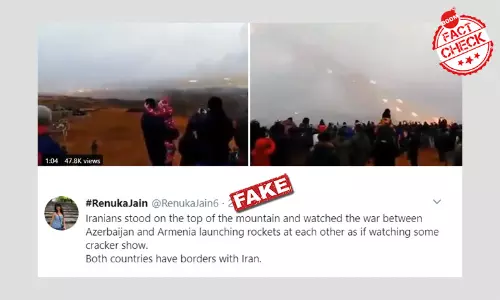 BOOM
FACT
CHECK
1:04 47.8K views
FAKE
#RenukaJain @RenukaJain6 ·
Iranians stood on the top of the mountain and watched the war between
Azerbaijan and Armenia launching rockets at each other as if watching some
cracker show.
Both countries have borders with Iran.